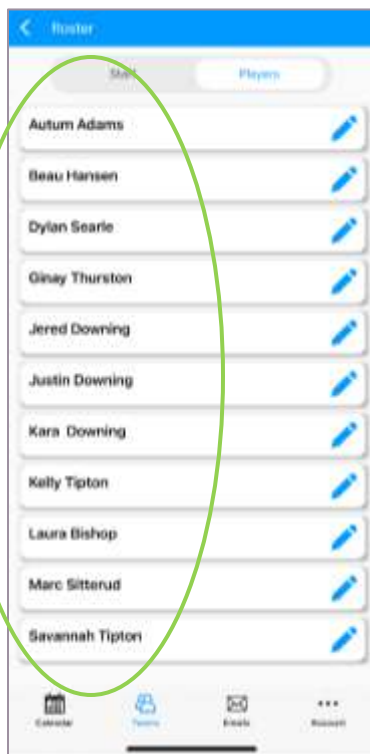 Roster
Staff Players
Autum Adams
Beau Hansen
Dylan Searle
Ginay Thurston
Jered Downing
Justin Downing
Kara Downing
Kelly Tipton
Laura Bishop
Marc Sitterud
Savannah Tipton
Calendar Teams Emails Account